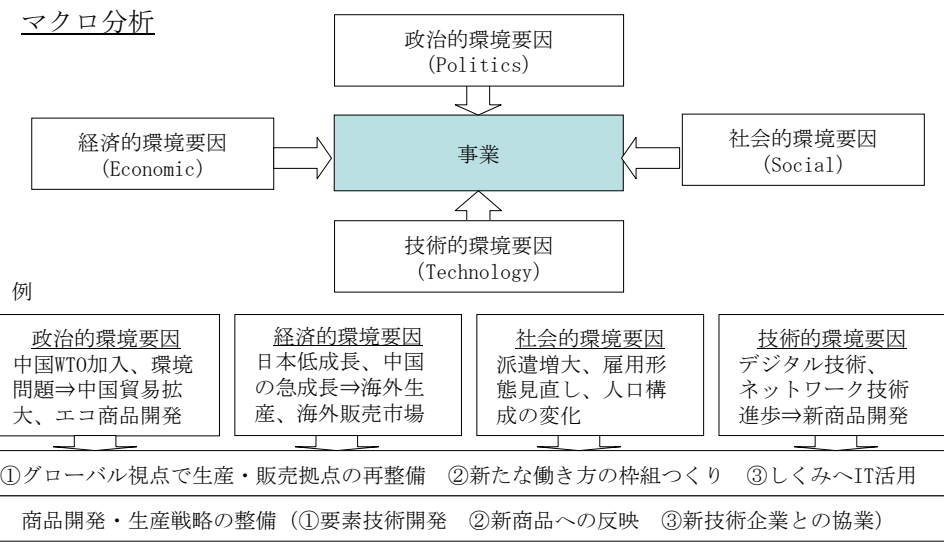 マクロ分析
政治的環境要因
(Politics)
経済的環境要因
(Economic)
事業
社会的環境要因
(Social)
技術的環境要因
(Technology)
例
政治的環境要因
中国WTO加入、環境
問題⇒中国貿易拡
大、エコ商品開発
経済的環境要因
日本低成長、中国
の急成長⇒海外生
産、海外販売市場
社会的環境要因
派遣増大、雇用形
態見直し、人口構
成の変化
技術的環境要因
デジタル技術、
ネットワーク技術
進歩⇒新商品開発
①グローバル視点で生産・販売拠点の再整備　②新たな働き方の枠組つくり　③しくみへIT活用
商品開発・生産戦略の整備（①要素技術開発　②新商品への反映　③新技術企業との協業）